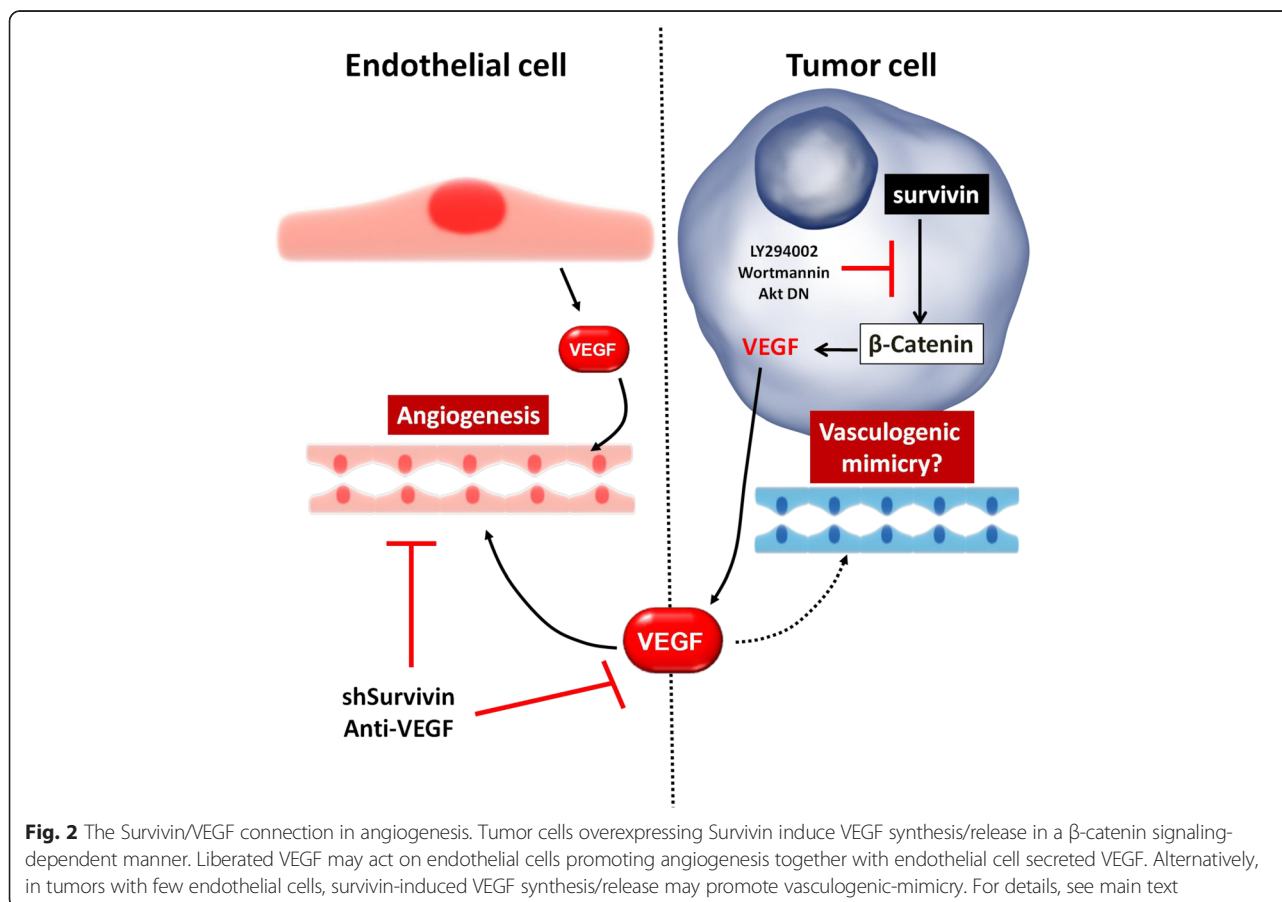 Endothelial cell
Tumor cell
survivin
LY294002
Wortmannin
Akt DN
β-Catenin
VEGF
VEGF
Angiogenesis
Vasculogenic
mimicry?
VEGF
shSurvivin
Anti-VEGF
Fig. 2 The Survivin/VEGF connection in angiogenesis. Tumor cells overexpressing Survivin induce VEGF synthesis/release in a β-catenin signaling-
dependent manner. Liberated VEGF may act on endothelial cells promoting angiogenesis together with endothelial cell secreted VEGF. Alternatively,
in tumors with few endothelial cells, survivin-induced VEGF synthesis/release may promote vasculogenic-mimicry. For details, see main text